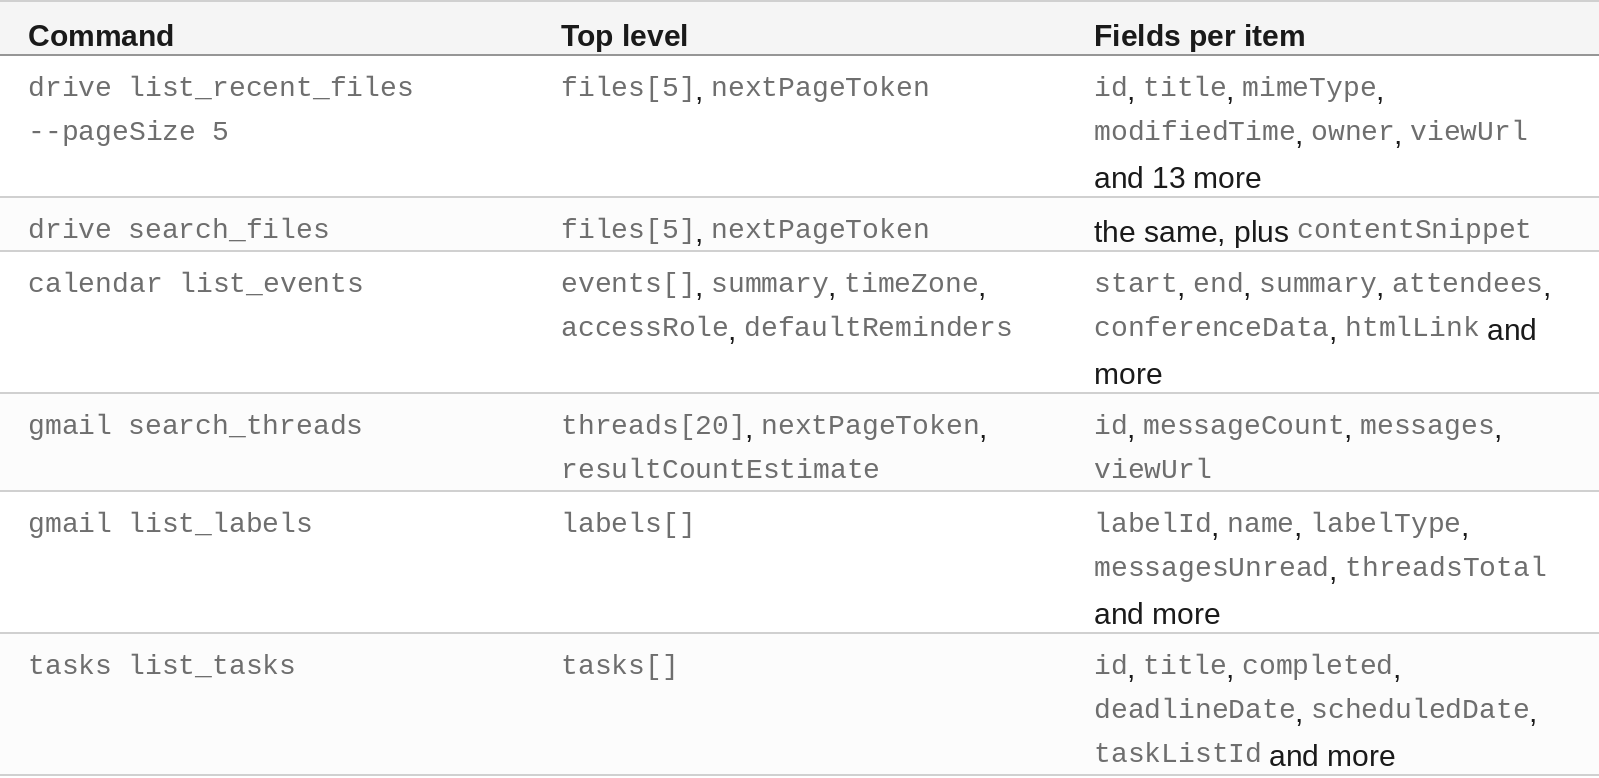 Command Top level Fields per item
drive list_recent_files files[5], nextPageToken id, title, mimeType,
--pageSize 5 modifiedTime, owner, viewUrl
and 13 more
drive search_files files[5], nextPageToken the same, plus contentSnippet
calendar list_events events[], summary, timeZone, start, end, summary, attendees,
accessRole, defaultReminders conferenceData, htmlLink and
more
gmail search_threads threads[20], nextPageToken, id, messageCount, messages,
resultCountEstimate viewUrl
gmail list_labels labels[] labelId, name, labelType,
messagesUnread, threadsTotal
and more
tasks list_tasks tasks[] id, title, completed,
deadlineDate, scheduledDate,
taskListId and more